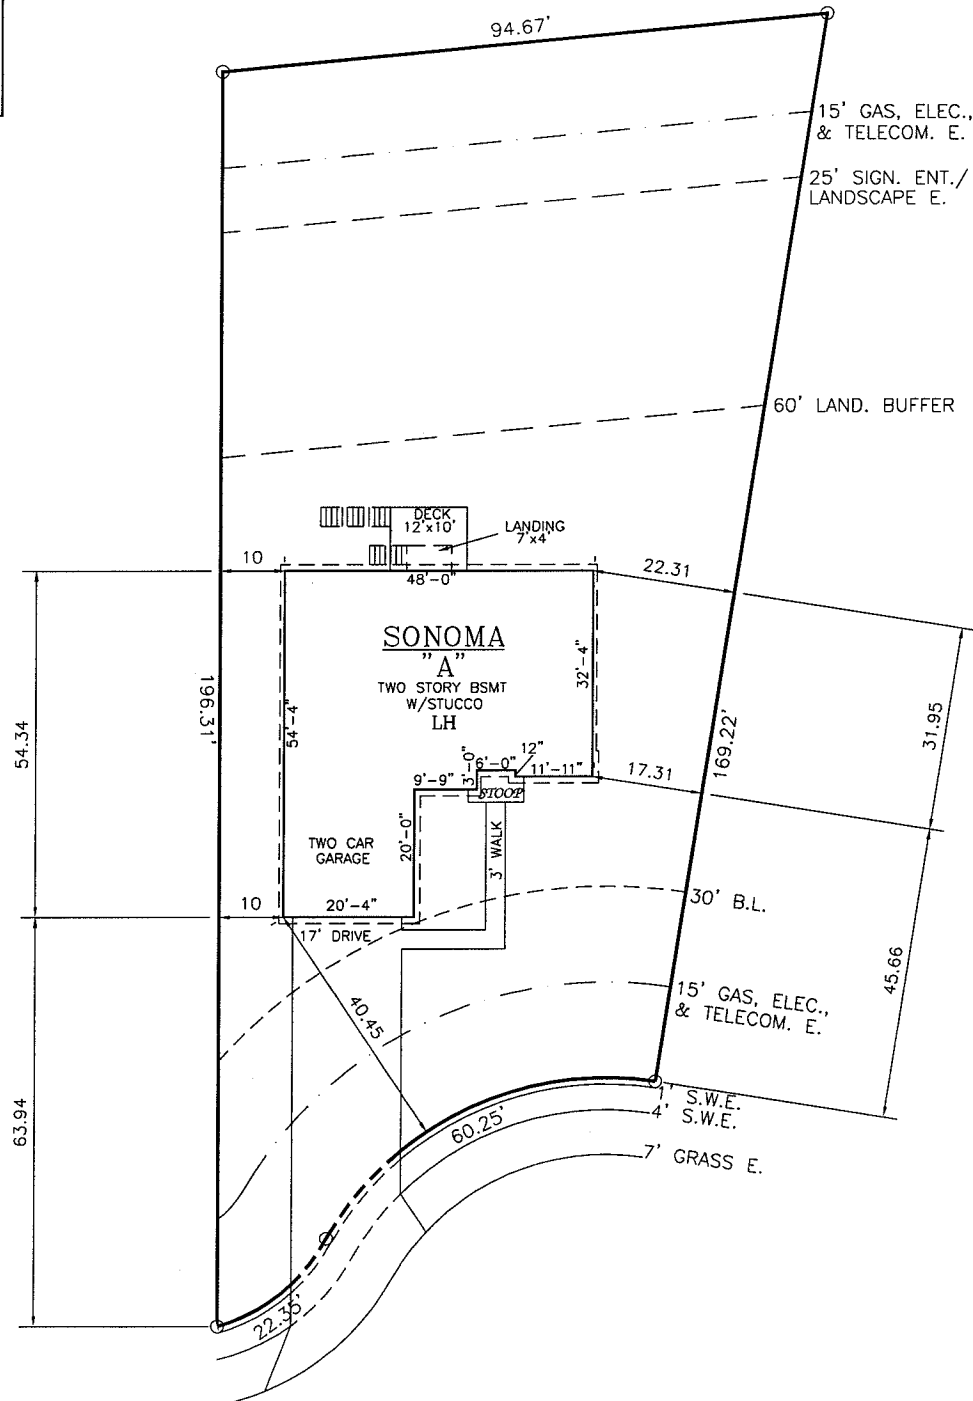 94.67'
15' GAS, ELEC.,
& TELECOM. E.
25' SIGN. ENT./
LANDSCAPE E.
60' LAND. BUFFER
DECK
12'x10'
LANDING
7'x4'
10
48'-0"
22.31
SONOMA
"A"
TWO STORY BSMT
W/STUCCO
LH
32'-4"
54'-4"
196.31'
54.34
169.22'
31.95
12"
6'-0"
3'-0"
11'-11"
9'-9"
17.31
STOOP
20'-0"
TWO CAR
GARAGE
3' WALK
30' B.L.
10
20'-4"
17' DRIVE
45.66
15' GAS, ELEC.,
& TELECOM. E.
40.45
63.94
1' S.W.E.
4' S.W.E.
60.25'
7' GRASS E.
22.35'